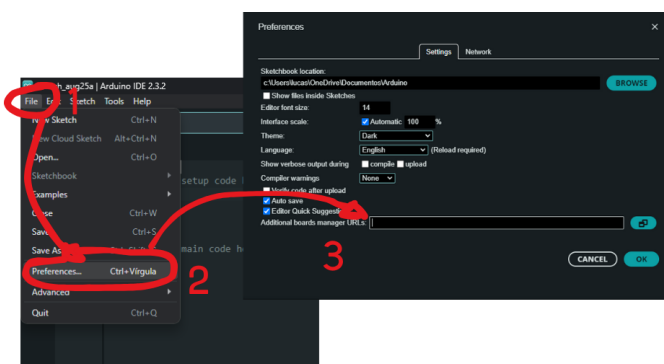 h_aug25a | Arduino IDE 2.3.2
File Edit Sketch Tools Help
1
New Sketch Ctrl+N
New Cloud Sketch Alt+Ctrl+N
Open... Ctrl+O
Sketchbook
Examples
Close Ctrl+W
Save Ctrl+S
Save As
Preferences... Ctrl+Vírgula
Advanced
Quit Ctrl+Q
2
setup code
main code he
Preferences
Settings Network
Sketchbook location:
c:\Users\lucas\OneDrive\Documentos\Arduino BROWSE
Show files inside Sketches
Editor font size: 14
Interface scale: Automatic 100 %
Theme: Dark
Language: English (Reload required)
Show verbose output during compile upload
Compiler warnings None
Verify code after upload
Auto save
Editor Quick
Additional boards manager URLs:
3
CANCEL OK